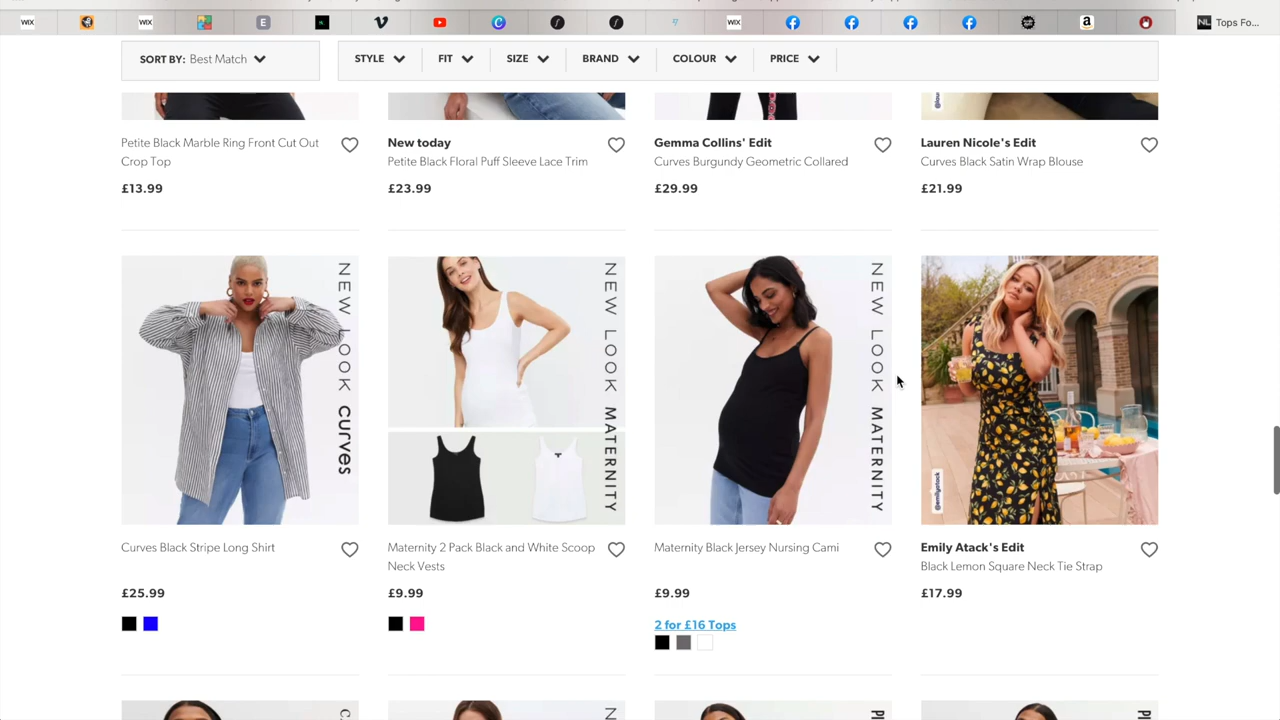 WIX
WIX
E
WIX
a
NL Tops Fo...
SORT BY: Best Match
STYLE
FIT
SIZE
BRAND
COLOUR
PRICE
Petite Black Marble Ring Front Cut Out
Crop Top
£13.99
New today
Petite Black Floral Puff Sleeve Lace Trim
£23.99
Gemma Collins' Edit
Curves Burgundy Geometric Collared
£29.99
Lauren Nicole's Edit
Curves Black Satin Wrap Blouse
£21.99
NEW LOOK CURVES
NEW LOOK MATERNITY
NEW LOOK MATERNITY
@emilyatack
Curves Black Stripe Long Shirt
£25.99
Maternity 2 Pack Black and White Scoop
Neck Vests
£9.99
Maternity Black Jersey Nursing Cami
£9.99
2 for £16 Tops
Emily Atack's Edit
Black Lemon Square Neck Tie Strap
£17.99